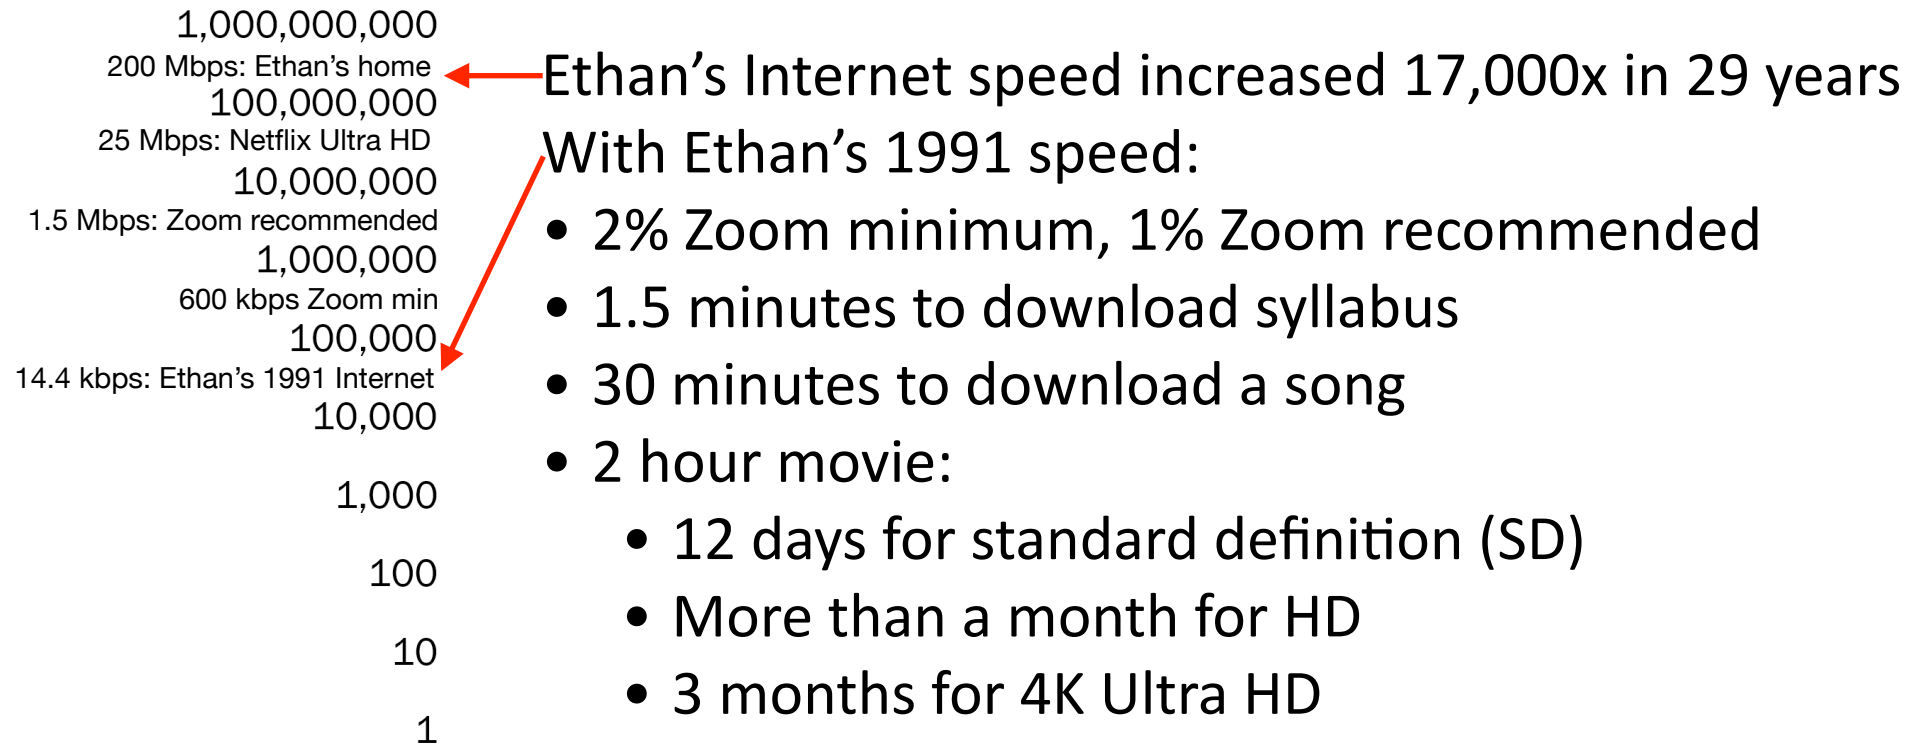 1,000,000,000
200 Mbps: Ethan's home
100,000,000
25 Mbps: Netflix Ultra HD
10,000,000
1.5 Mbps: Zoom recommended
1,000,000
600 kbps Zoom min
100,000
14.4 kbps: Ethan's 1991 Internet
10,000
1,000
100
10
1
Ethan’s Internet speed increased 17,000x in 29 years
With Ethan’s 1991 speed:
• 2% Zoom minimum, 1% Zoom recommended
• 1.5 minutes to download syllabus
• 30 minutes to download a song
• 2 hour movie:
• 12 days for standard definition (SD)
• More than a month for HD
• 3 months for 4K Ultra HD